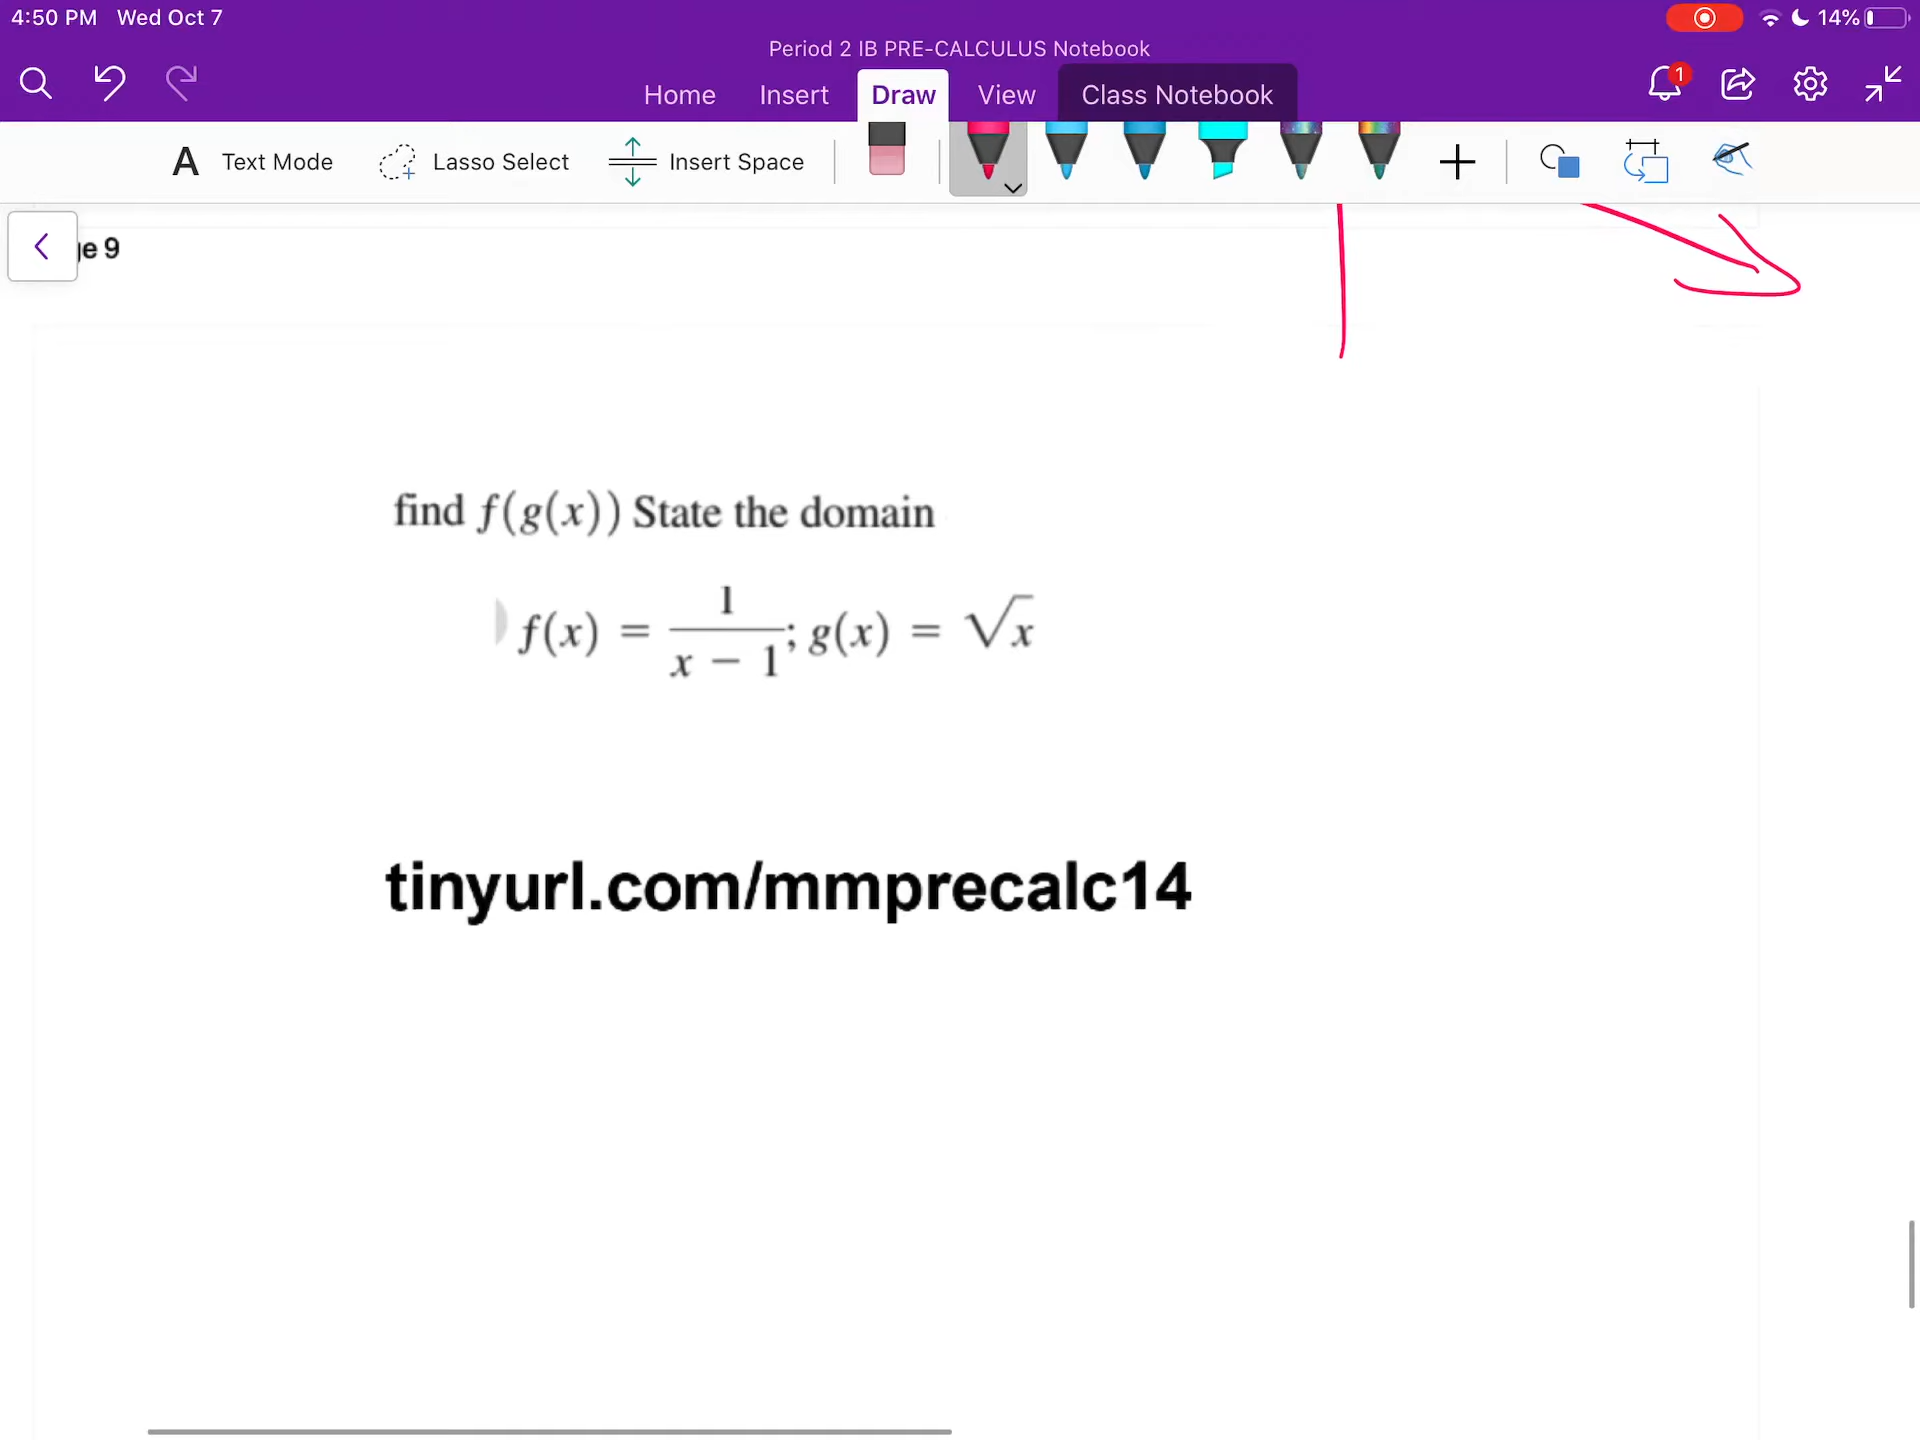 4:50 PM Wed Oct 7
14%
Period 2 IB PRE-CALCULUS Notebook
Home Insert Draw View Class Notebook
1
A Text Mode Lasso Select Insert Space
e 9
find f(g(x)) State the domain
f(x) = 1/(x − 1); g(x) = √x
tinyurl.com/mmprecalc14